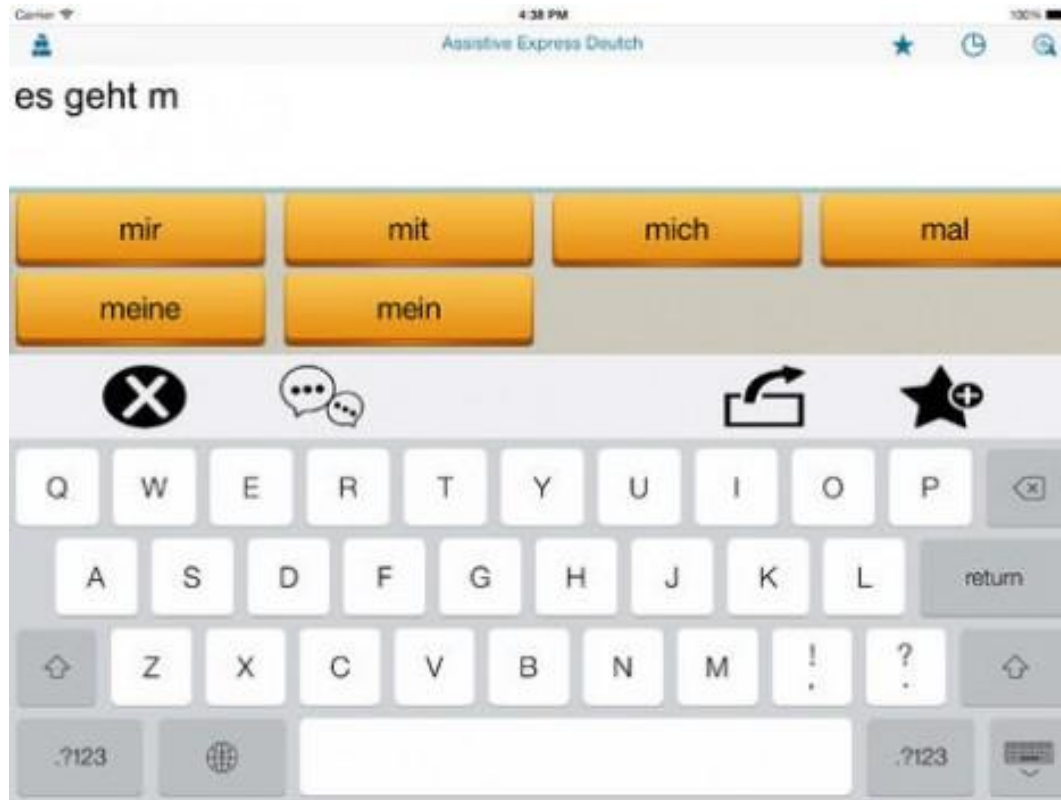 Carrier 4:38 PM 100%
Assistive Express Deutch
es geht m
mir mit mich mal
meine mein
Q W E R T Y U I O P
A S D F G H J K L return
Z X C V B N M ! , ? .
.?123 .?123